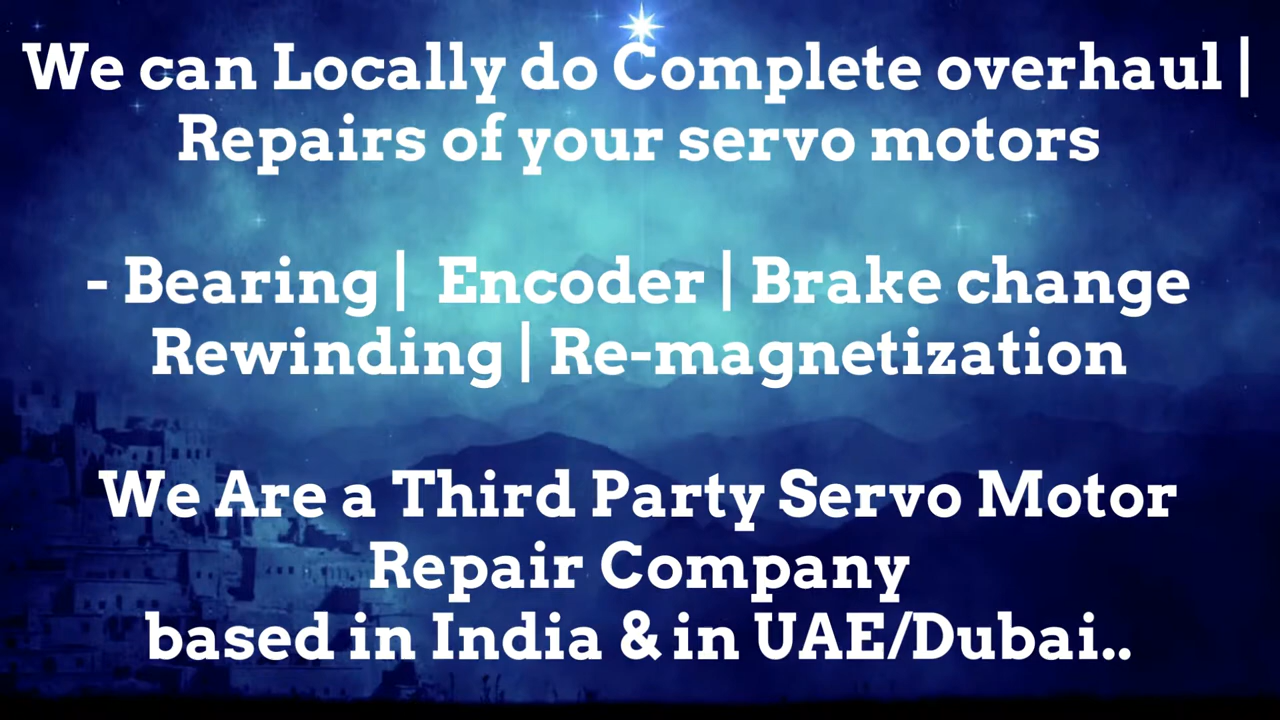 We can Locally do Complete overhaul |
Repairs of your servo motors
- Bearing | Encoder | Brake change
Rewinding | Re-magnetization
We Are a Third Party Servo Motor
Repair Company
based in India & in UAE/Dubai..